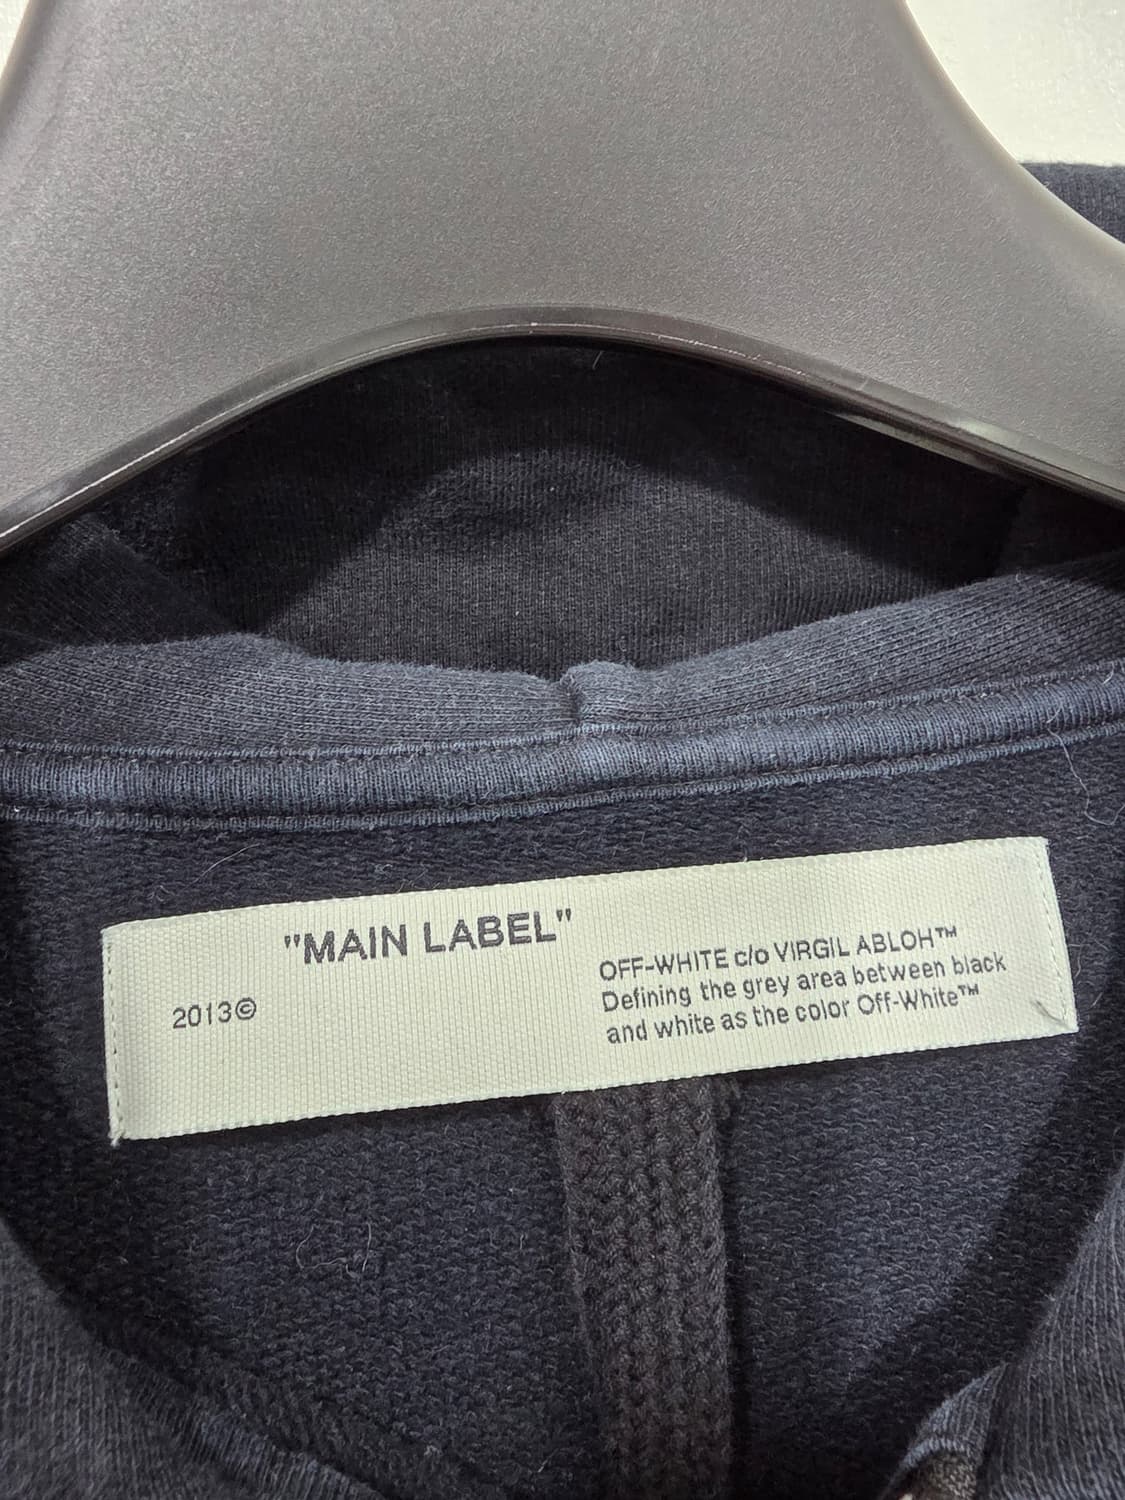 "MAIN LABEL"
2013©
OFF-WHITE c/o VIRGIL ABLOH™
Defining the grey area between black
and white as the color Off-White™